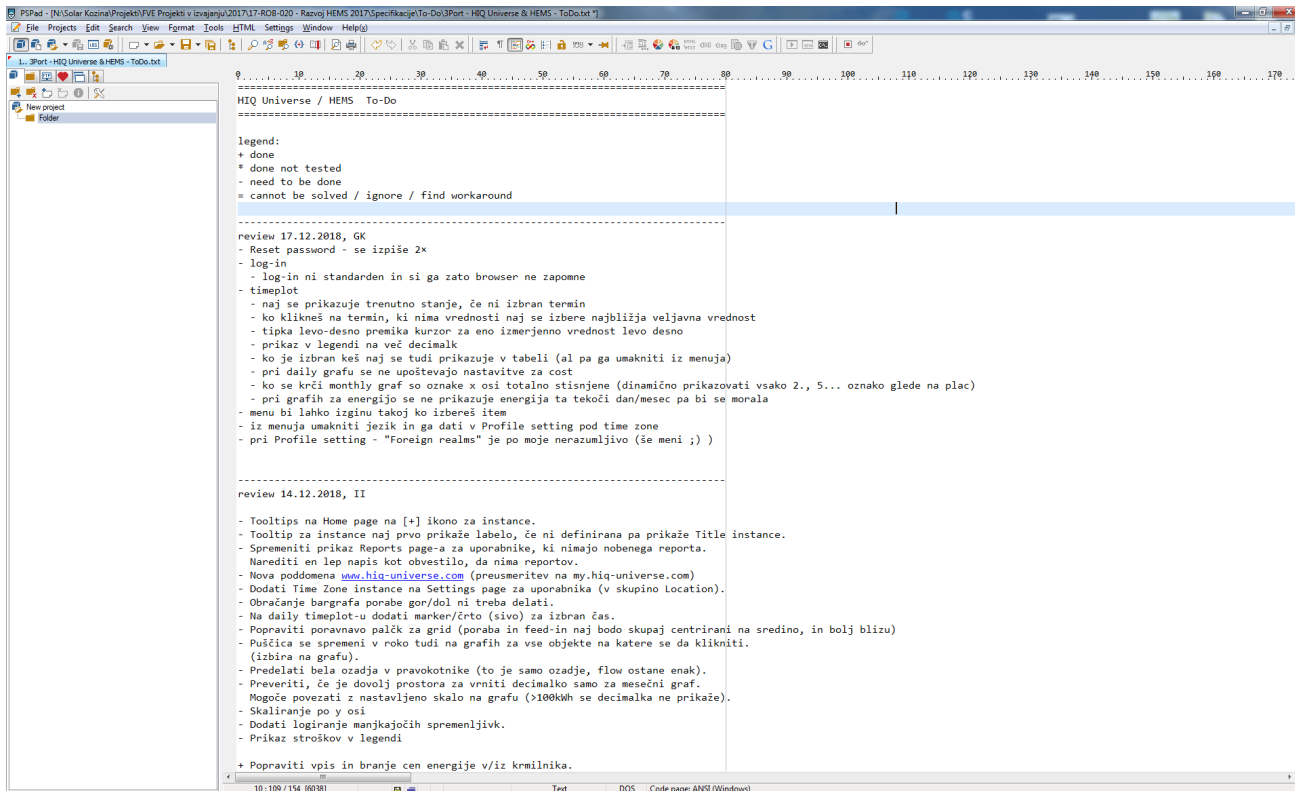 PSPad - [N:\Solar Kozina\Projekti\FVE Projekti v izvajanju\2017\17-ROB-020 - Razvoj HEMS 2017\Specifikacije\To-Do\3Port - HIQ Universe & HEMS - ToDo.txt *]
File Projects Edit Search View Format Tools HTML Settings Window Help(s)
1.. 3Port - HIQ Universe & HEMS - ToDo.txt
0 10 20 30 40 50 60 70 80 90 100 110 120 130 140 150 160 170
New project
Folder
================================================================================
HIQ Universe / HEMS  To-Do
================================================================================
legend:
+ done
* done not tested
- need to be done
= cannot be solved / ignore / find workaround
--------------------------------------------------------------------------------
review 17.12.2018, GK
- Reset password - se izpiše 2×
- log-in
  - log-in ni standarden in si ga zato browser ne zapomne
- timeplot
  - naj se prikazuje trenutno stanje, če ni izbran termin
  - ko klikneš na termin, ki nima vrednosti naj se izbere najbližja veljavna vrednost
  - tipka levo-desno premika kurzor za eno izmerjenno vrednost levo desno
  - prikaz v legendi na več decimalk
  - ko je izbran keš naj se tudi prikazuje v tabeli (al pa ga umakniti iz menuja)
  - pri daily grafu se ne upoštevajo nastavitve za cost
  - ko se krči monthly graf so oznake x osi totalno stisnjene (dinamično prikazovati vsako 2., 5... oznako glede na plac)
  - pri grafih za energijo se ne prikazuje energija ta tekoči dan/mesec pa bi se morala
- menu bi lahko izginu takoj ko izbereš item
- iz menuja umakniti jezik in ga dati v Profile setting pod time zone
- pri Profile setting - "Foreign realms" je po moje nerazumljivo (še meni ;) )
--------------------------------------------------------------------------------
review 14.12.2018, II
- Tooltips na Home page na [+] ikono za instance.
- Tooltip za instance naj prvo prikaže labelo, če ni definirana pa prikaže Title instance.
- Spremeniti prikaz Reports page-a za uporabnike, ki nimajo nobenega reporta.
  Narediti en lep napis kot obvestilo, da nima reportov.
- Nova poddomena www.hiq-universe.com (preusmeritev na my.hiq-universe.com)
- Dodati Time Zone instance na Settings page za uporabnika (v skupino Location).
- Obračanje bargrafa porabe gor/dol ni treba delati.
- Na daily timeplot-u dodati marker/črto (sivo) za izbran čas.
- Popraviti poravnavo palčk za grid (poraba in feed-in naj bodo skupaj centrirani na sredino, in bolj blizu)
- Puščica se spremeni v roko tudi na grafih za vse objekte na katere se da klikniti.
  (izbira na grafu).
- Predelati bela ozadja v pravokotnike (to je samo ozadje, flow ostane enak).
- Preveriti, če je dovolj prostora za vrniti decimalko samo za mesečni graf.
  Mogoče povezati z nastavljeno skalo na grafu (>100kWh se decimalka ne prikaže).
- Skaliranje po y osi
- Dodati logiranje manjkajočih spremenljivk.
- Prikaz stroškov v legendi
+ Popraviti vpis in branje cen energije v/iz krmilnika.
10 : 109 / 154 [6038] Text DOS Code page: ANSI (Windows)